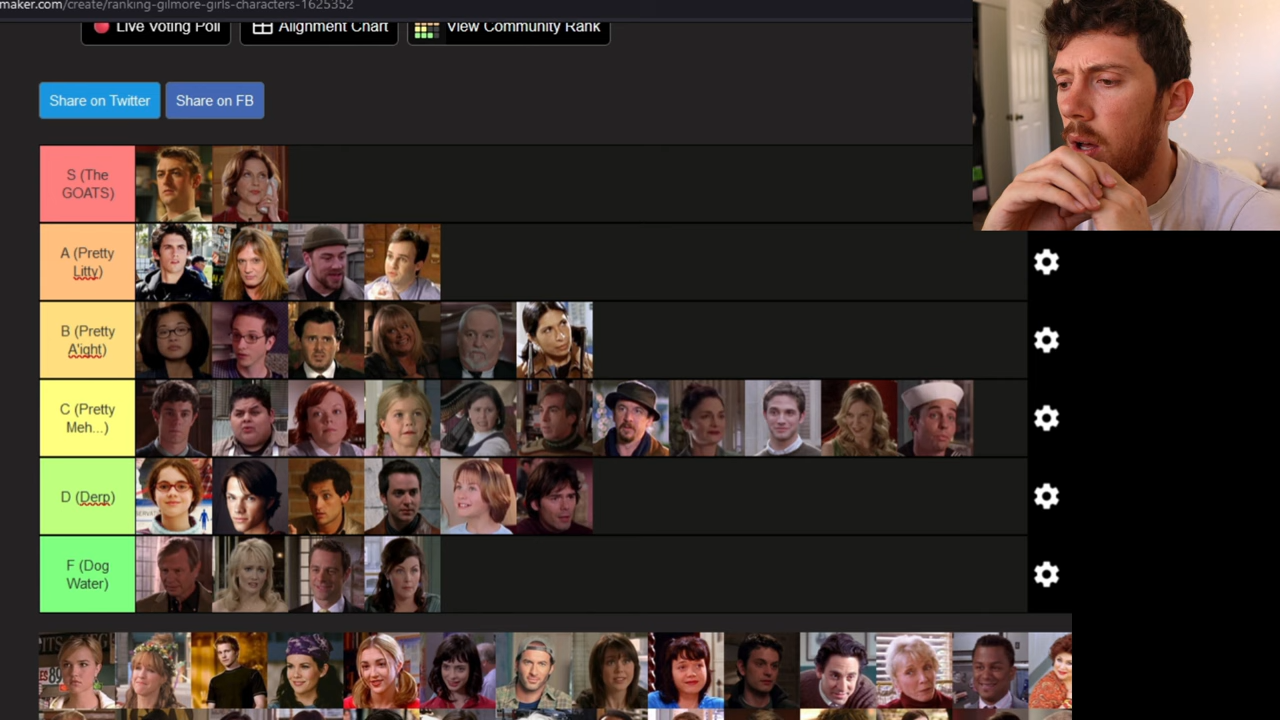 maker.com/create/ranking-gilmore-girls-characters-1625352
Live Voting Poll
Alignment Chart
View Community Rank
Share on Twitter
Share on FB
S (The
GOATS)
A (Pretty
Litty)
B (Pretty
A'ight)
C (Pretty
Meh...)
D (Derp)
F (Dog
Water)